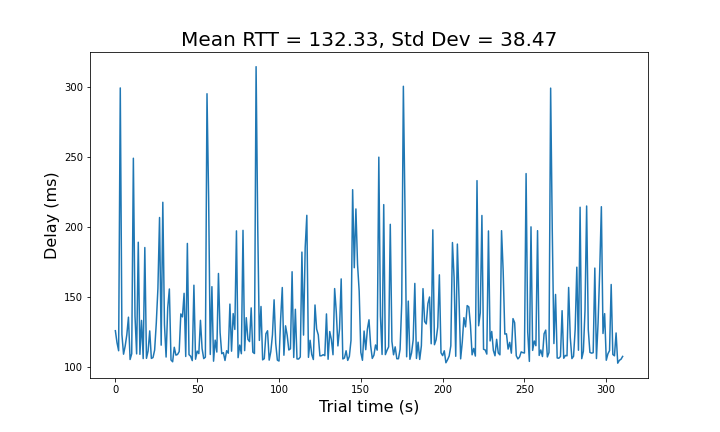 Mean RTT = 132.33, Std Dev = 38.47
300
250
200
150
100
Delay (ms)
0 50 100 150 200 250 300
Trial time (s)